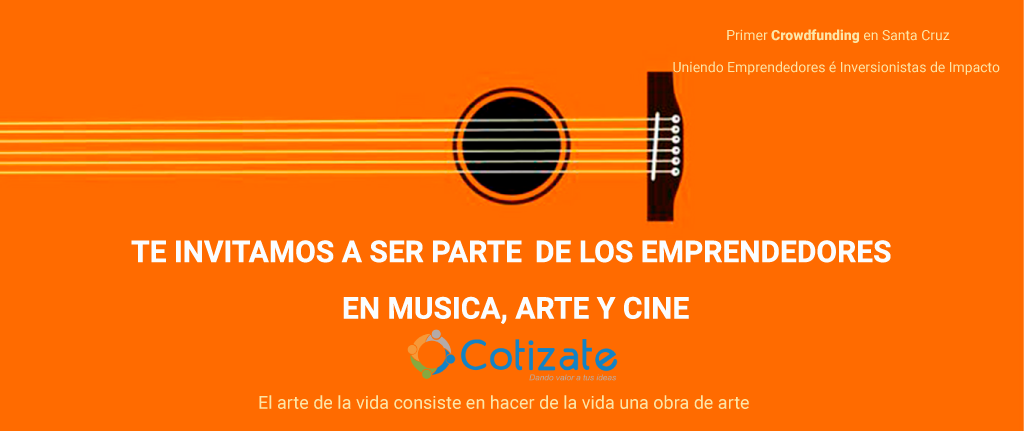 Primer Crowdfunding en Santa Cruz
Uniendo Emprendedores é Inversionistas de Impacto
TE INVITAMOS A SER PARTE DE LOS EMPRENDEDORES
EN MUSICA, ARTE Y CINE
Cotizate
Dando valor a tus ideas
El arte de la vida consiste en hacer de la vida una obra de arte